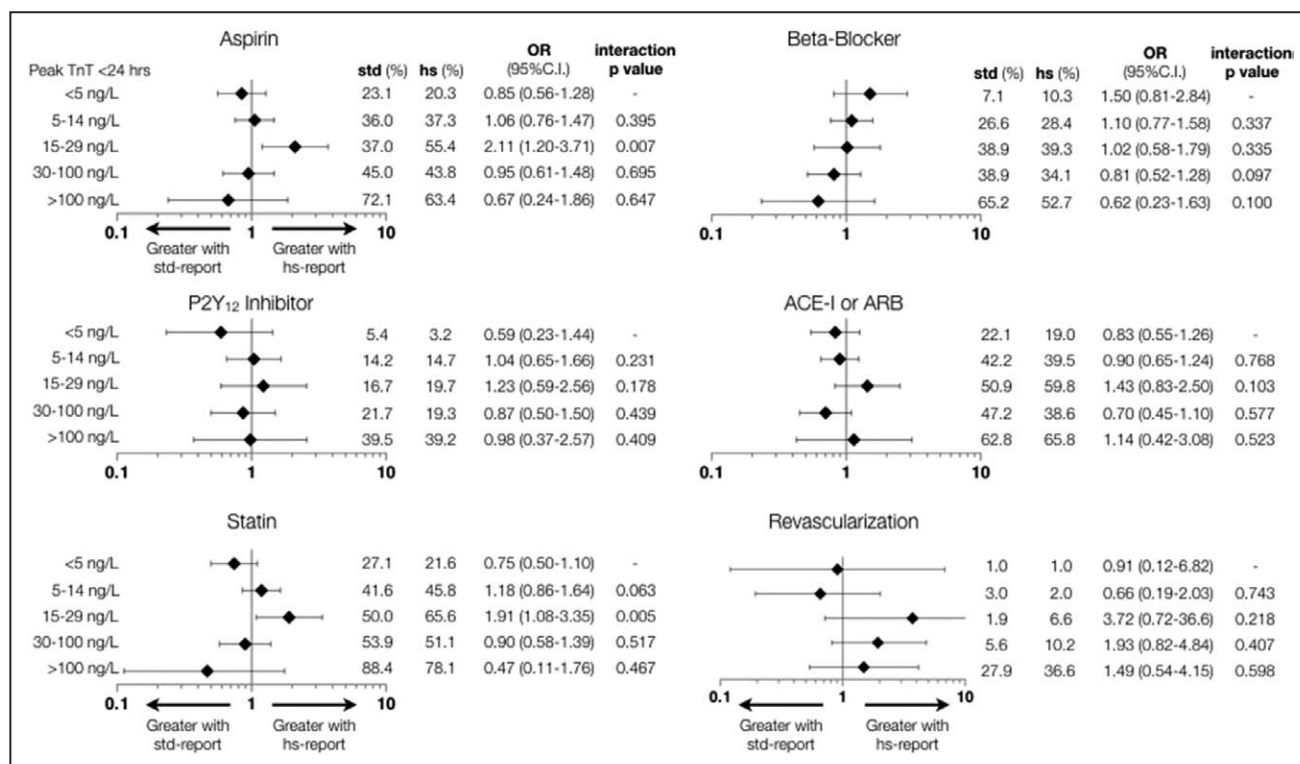 Aspirin
Peak TnT <24 hrs std (%) hs (%) OR (95%C.I.) interaction p value
<5 ng/L 23.1 20.3 0.85 (0.56-1.28) -
5-14 ng/L 36.0 37.3 1.06 (0.76-1.47) 0.395
15-29 ng/L 37.0 55.4 2.11 (1.20-3.71) 0.007
30-100 ng/L 45.0 43.8 0.95 (0.61-1.48) 0.695
>100 ng/L 72.1 63.4 0.67 (0.24-1.86) 0.647
0.1 1 10
Greater with std-report Greater with hs-report
Beta-Blocker
std (%) hs (%) OR (95%C.I.) interaction p value
7.1 10.3 1.50 (0.81-2.84) -
26.6 28.4 1.10 (0.77-1.58) 0.337
38.9 39.3 1.02 (0.58-1.79) 0.335
38.9 34.1 0.81 (0.52-1.28) 0.097
65.2 52.7 0.62 (0.23-1.63) 0.100
0.1 1 10
P2Y₁₂ Inhibitor
<5 ng/L 5.4 3.2 0.59 (0.23-1.44) -
5-14 ng/L 14.2 14.7 1.04 (0.65-1.66) 0.231
15-29 ng/L 16.7 19.7 1.23 (0.59-2.56) 0.178
30-100 ng/L 21.7 19.3 0.87 (0.50-1.50) 0.439
>100 ng/L 39.5 39.2 0.98 (0.37-2.57) 0.409
0.1 1 10
ACE-I or ARB
22.1 19.0 0.83 (0.55-1.26) -
42.2 39.5 0.90 (0.65-1.24) 0.768
50.9 59.8 1.43 (0.83-2.50) 0.103
47.2 38.6 0.70 (0.45-1.10) 0.577
62.8 65.8 1.14 (0.42-3.08) 0.523
0.1 1 10
Statin
<5 ng/L 27.1 21.6 0.75 (0.50-1.10) -
5-14 ng/L 41.6 45.8 1.18 (0.86-1.64) 0.063
15-29 ng/L 50.0 65.6 1.91 (1.08-3.35) 0.005
30-100 ng/L 53.9 51.1 0.90 (0.58-1.39) 0.517
>100 ng/L 88.4 78.1 0.47 (0.11-1.76) 0.467
0.1 1 10
Greater with std-report Greater with hs-report
Revascularization
1.0 1.0 0.91 (0.12-6.82) -
3.0 2.0 0.66 (0.19-2.03) 0.743
1.9 6.6 3.72 (0.72-36.6) 0.218
5.6 10.2 1.93 (0.82-4.84) 0.407
27.9 36.6 1.49 (0.54-4.15) 0.598
0.1 1 10
Greater with std-report Greater with hs-report